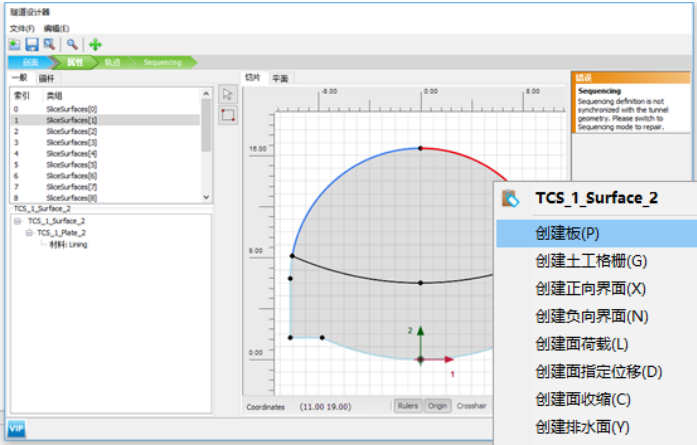 隧道设计器
文件(F) 编辑(E)
剖面 属性 轨迹 Sequencing
一般 锚杆
索引 类组
0 SliceSurfaces[0]
1 SliceSurfaces[1]
2 SliceSurfaces[2]
3 SliceSurfaces[3]
4 SliceSurfaces[4]
5 SliceSurfaces[5]
6 SliceSurfaces[6]
7 SliceSurfaces[7]
8 SliceSurfaces[8]
TCS_1_Surface_2
TCS_1_Surface_2
TCS_1_Plate_2
材料: Lining
切片 平面
-8.00 0.00 8.00
16.00
8.00
0.00
2
1
Coordinates (11.00 19.00) Rulers Origin Crosshair
错误
Sequencing
Sequencing definition is not
synchronized with the tunnel
geometry. Please switch to
Sequencing mode to repair.
TCS_1_Surface_2
创建板(P)
创建土工格栅(G)
创建正向界面(X)
创建负向界面(N)
创建面荷载(L)
创建面指定位移(D)
创建面收缩(C)
创建排水面(Y)
VIP